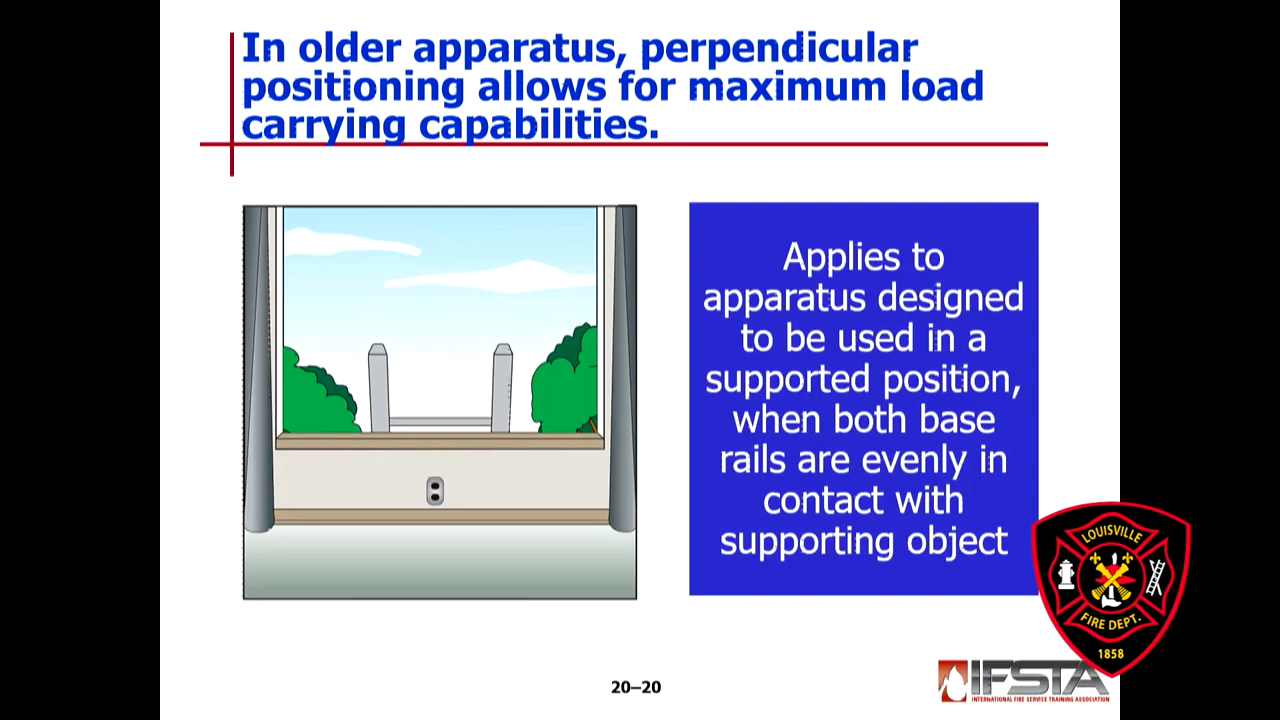 In older apparatus, perpendicular
positioning allows for maximum load
carrying capabilities.
Applies to
apparatus designed
to be used in a
supported position,
when both base
rails are evenly in
contact with
supporting object
LOUISVILLE
FIRE DEPT.
1858
20–20
IFSTA
INTERNATIONAL FIRE SERVICE TRAINING ASSOCIATION